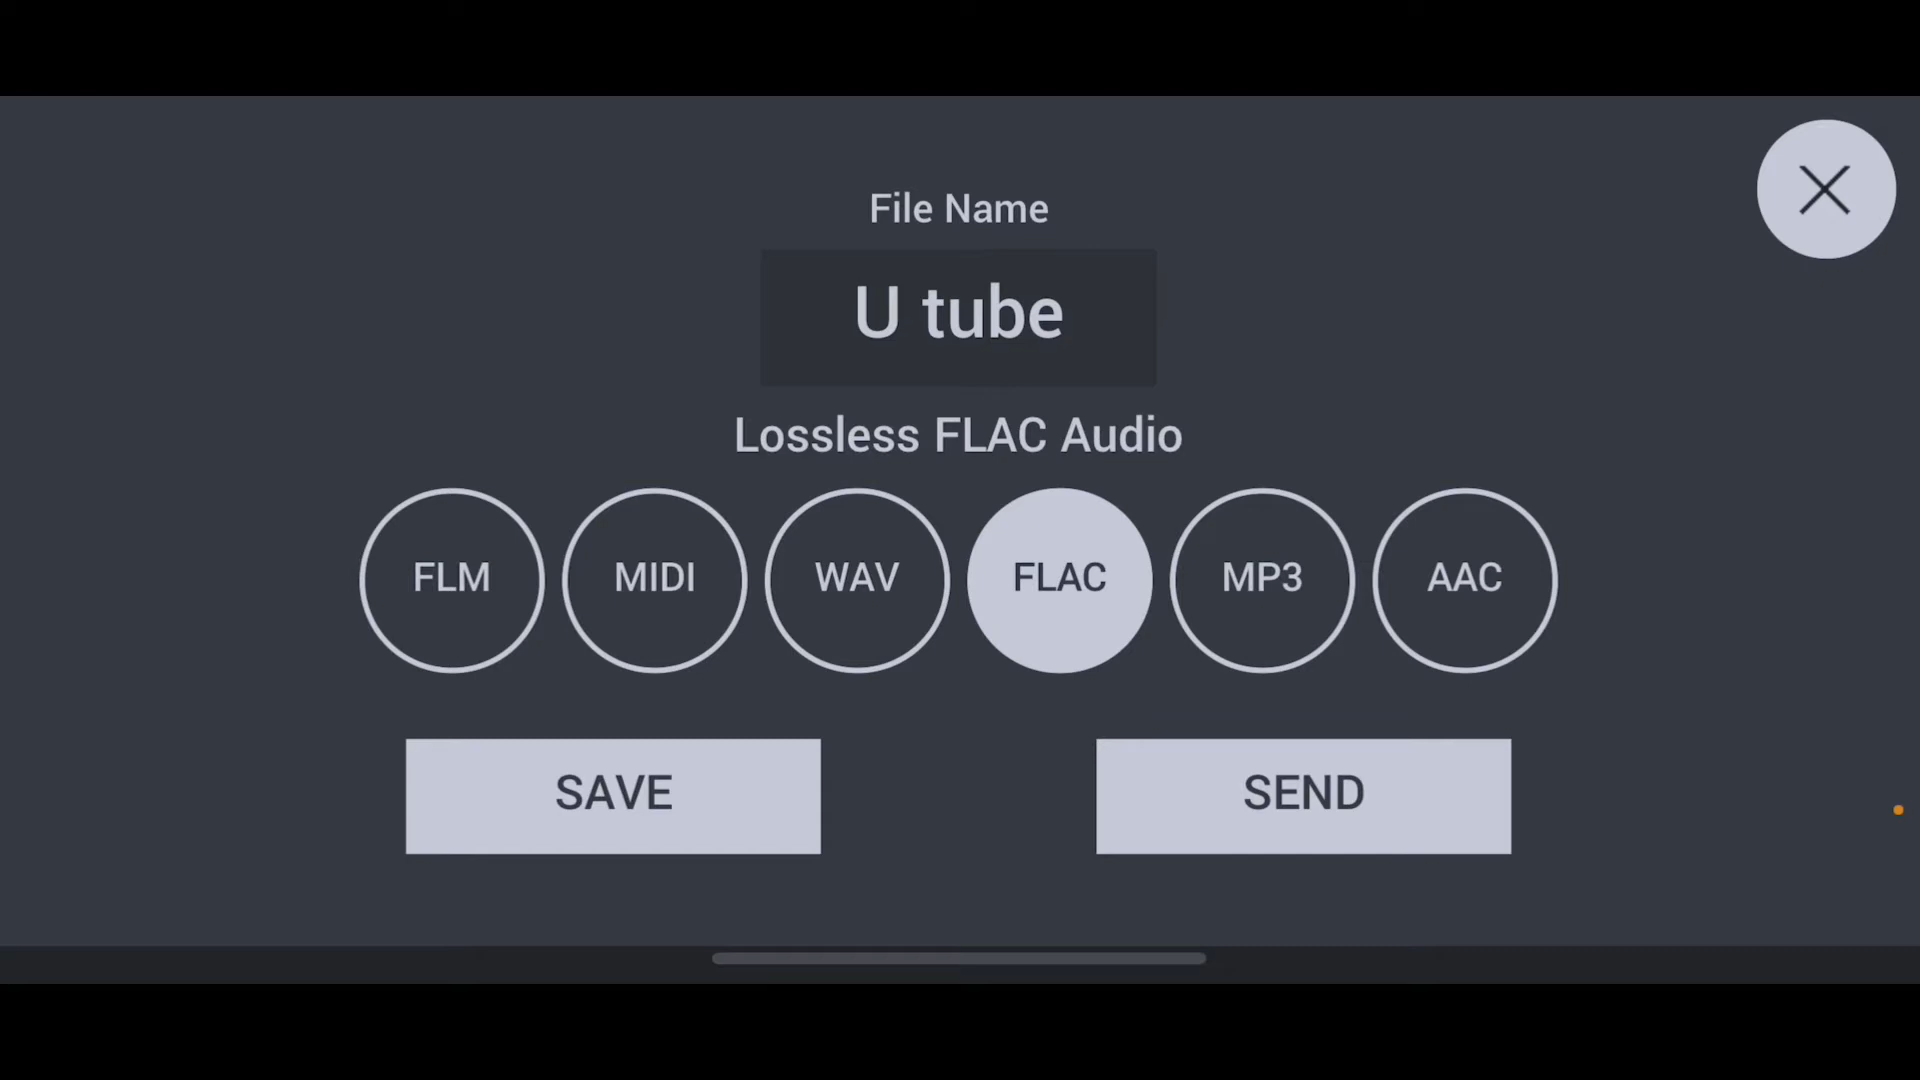 File Name
U tube
Lossless FLAC Audio
FLM MIDI WAV FLAC MP3 AAC
SAVE SEND